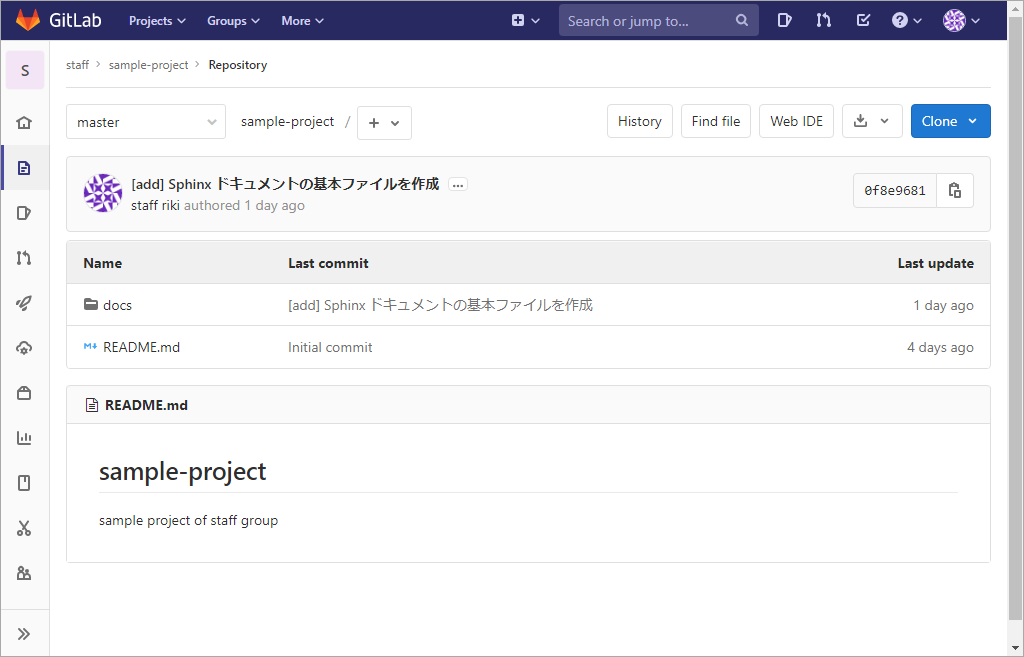 GitLab Projects Groups More Search or jump to...
S staff > sample-project > Repository
master sample-project / + History Find file Web IDE Clone
[add] Sphinx ドキュメントの基本ファイルを作成 ...
staff riki authored 1 day ago
0f8e9681
Name Last commit Last update
docs [add] Sphinx ドキュメントの基本ファイルを作成 1 day ago
README.md Initial commit 4 days ago
README.md
sample-project
sample project of staff group